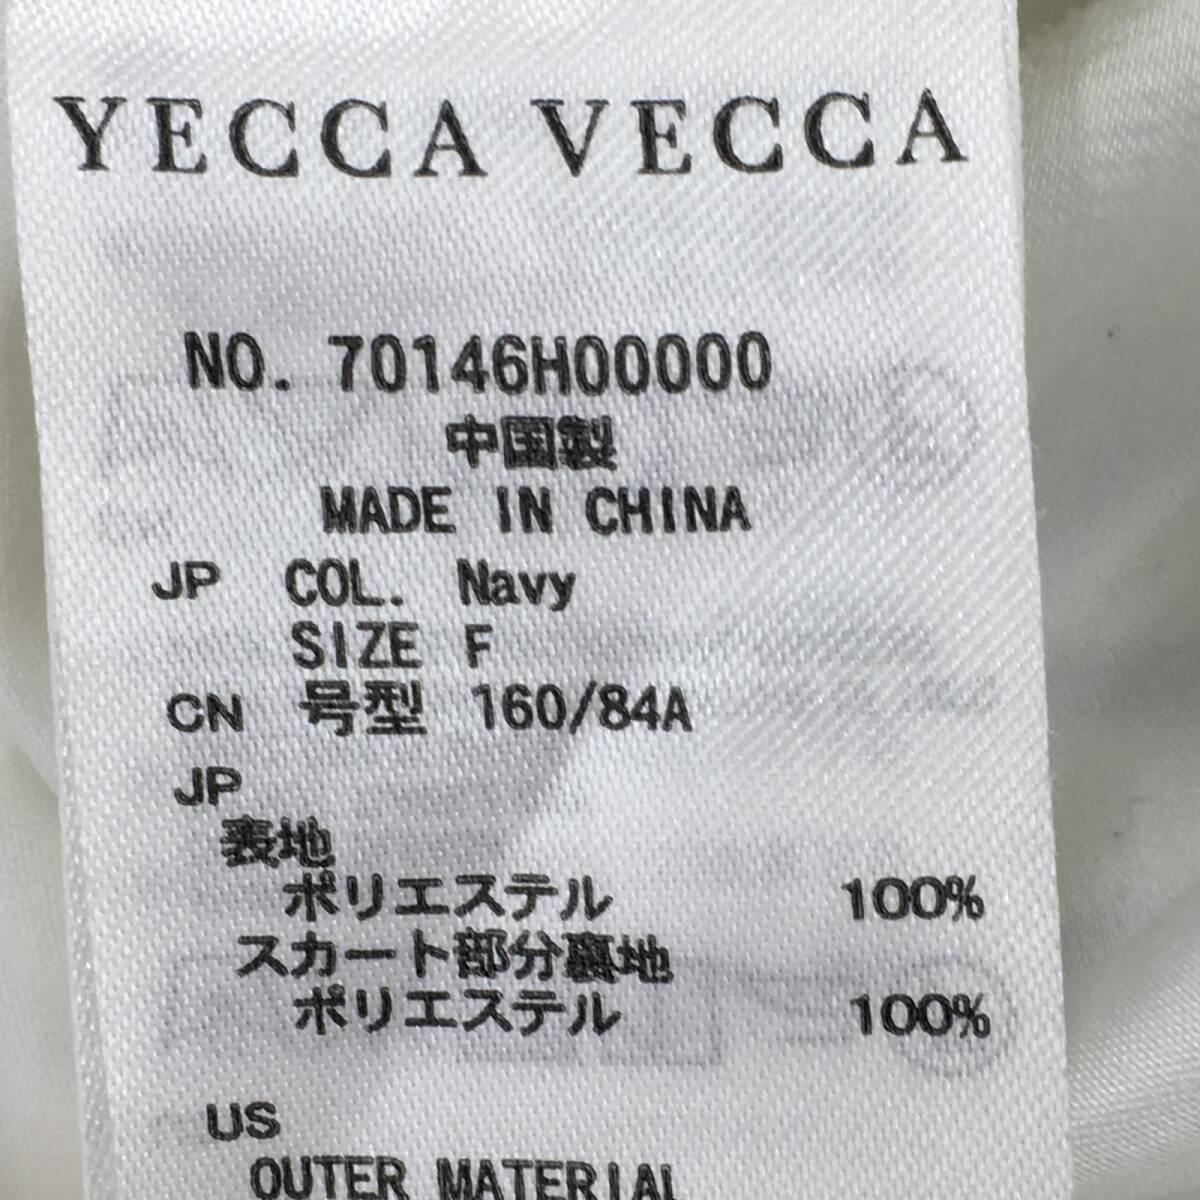 YECCA VECCA
NO. 70146H00000
中国製
MADE IN CHINA
JP COL. Navy
SIZE F
CN 号型 160/84A
JP
表地
ポリエステル 100%
スカート部分裏地
ポリエステル 100%
US
OUTER MATERIAL